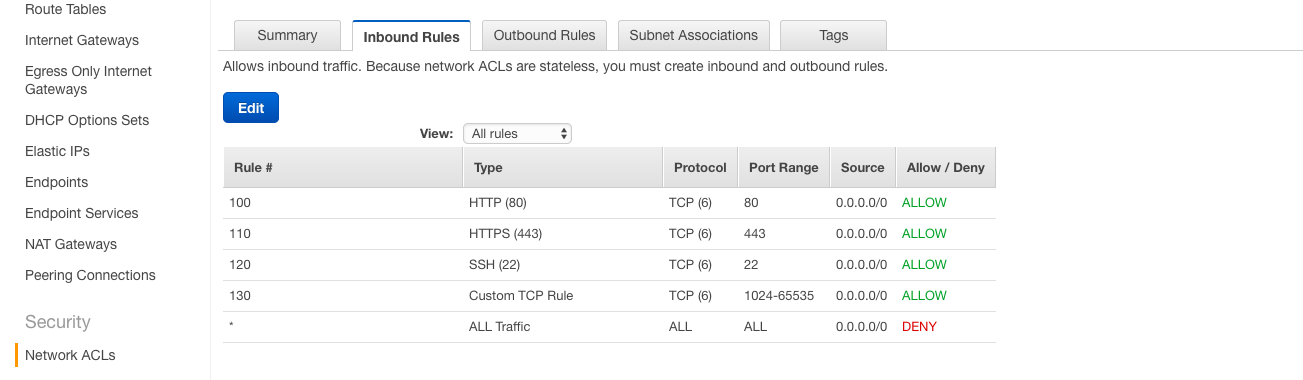 Route Tables
Internet Gateways
Egress Only Internet
Gateways
DHCP Options Sets
Elastic IPs
Endpoints
Endpoint Services
NAT Gateways
Peering Connections
Security
Network ACLs
Summary Inbound Rules Outbound Rules Subnet Associations Tags
Allows inbound traffic. Because network ACLs are stateless, you must create inbound and outbound rules.
Edit
View: All rules
Rule # Type Protocol Port Range Source Allow / Deny
100 HTTP (80) TCP (6) 80 0.0.0.0/0 ALLOW
110 HTTPS (443) TCP (6) 443 0.0.0.0/0 ALLOW
120 SSH (22) TCP (6) 22 0.0.0.0/0 ALLOW
130 Custom TCP Rule TCP (6) 1024-65535 0.0.0.0/0 ALLOW
* ALL Traffic ALL ALL 0.0.0.0/0 DENY